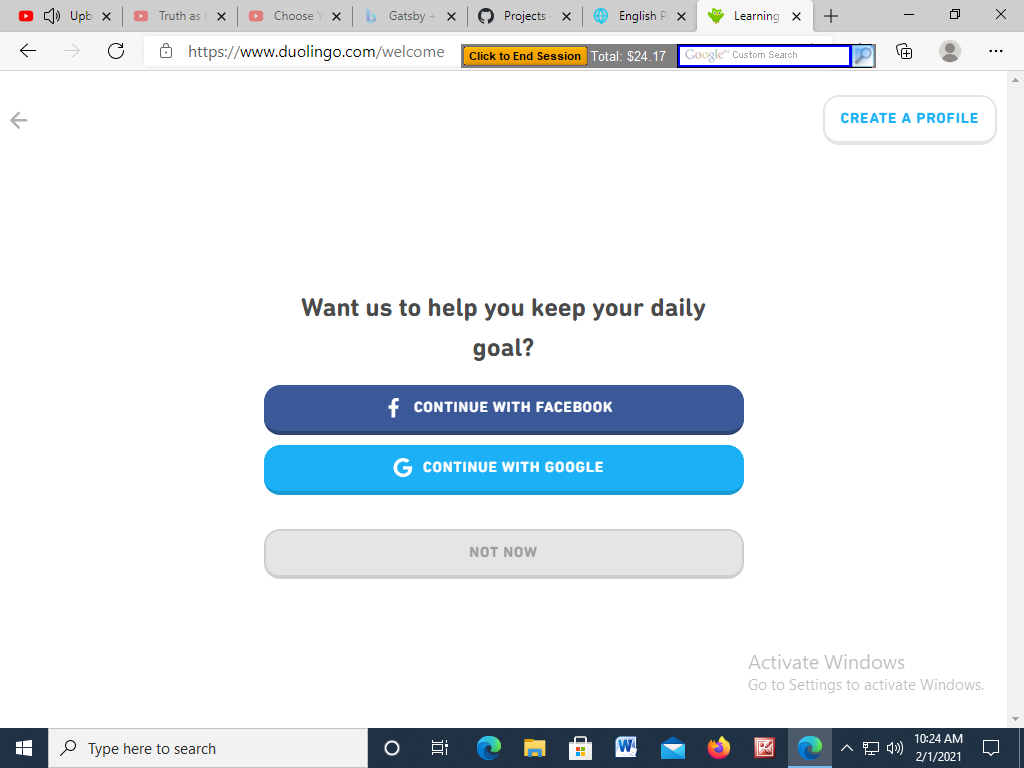 Upb
Truth as
Choose
Gatsby
Projects
English
Learning
https://www.duolingo.com/welcome
Click to End Session
Total: $24.17
Google™ Custom Search
CREATE A PROFILE
Want us to help you keep your daily
goal?
CONTINUE WITH FACEBOOK
CONTINUE WITH GOOGLE
NOT NOW
Activate Windows
Go to Settings to activate Windows.
Type here to search
10:24 AM
2/1/2021